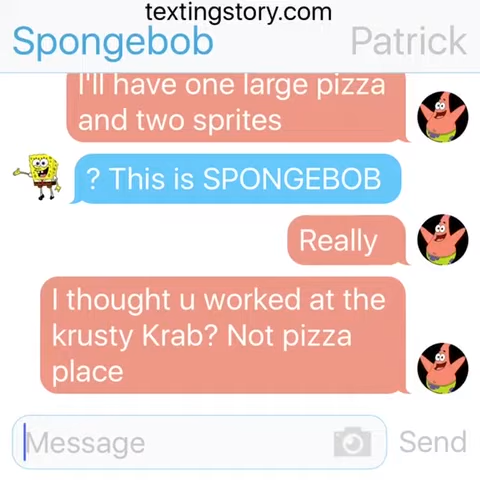 textingstory.com
Spongebob
Patrick
I'll have one large pizza
and two sprites
? This is SPONGEBOB
Really
I thought u worked at the
krusty Krab? Not pizza
place
Message
Send